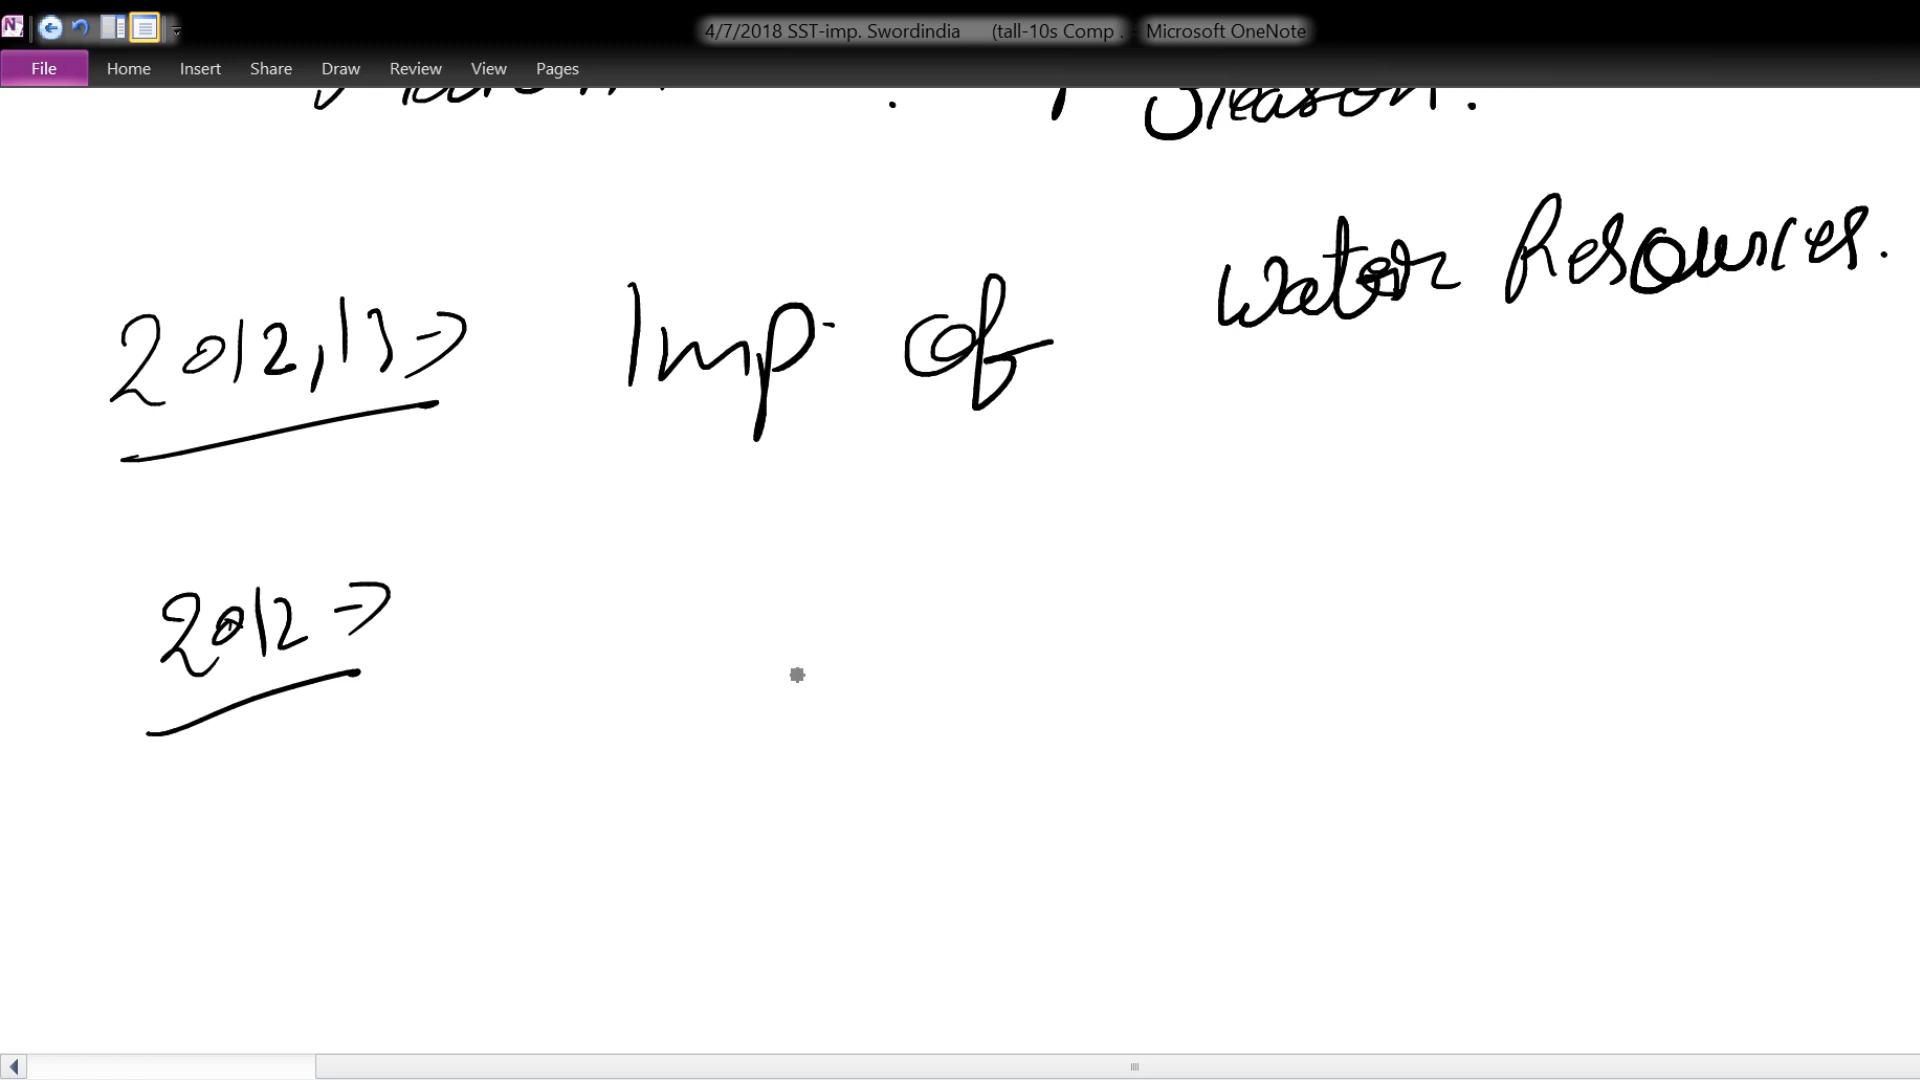 4/7/2018 SST-imp. Swordindia (tall-10s Comp . - Microsoft OneNote
File Home Insert Share Draw Review View Pages
Reason.
2012,13 => Imp. of Water Resources.
2012 =>